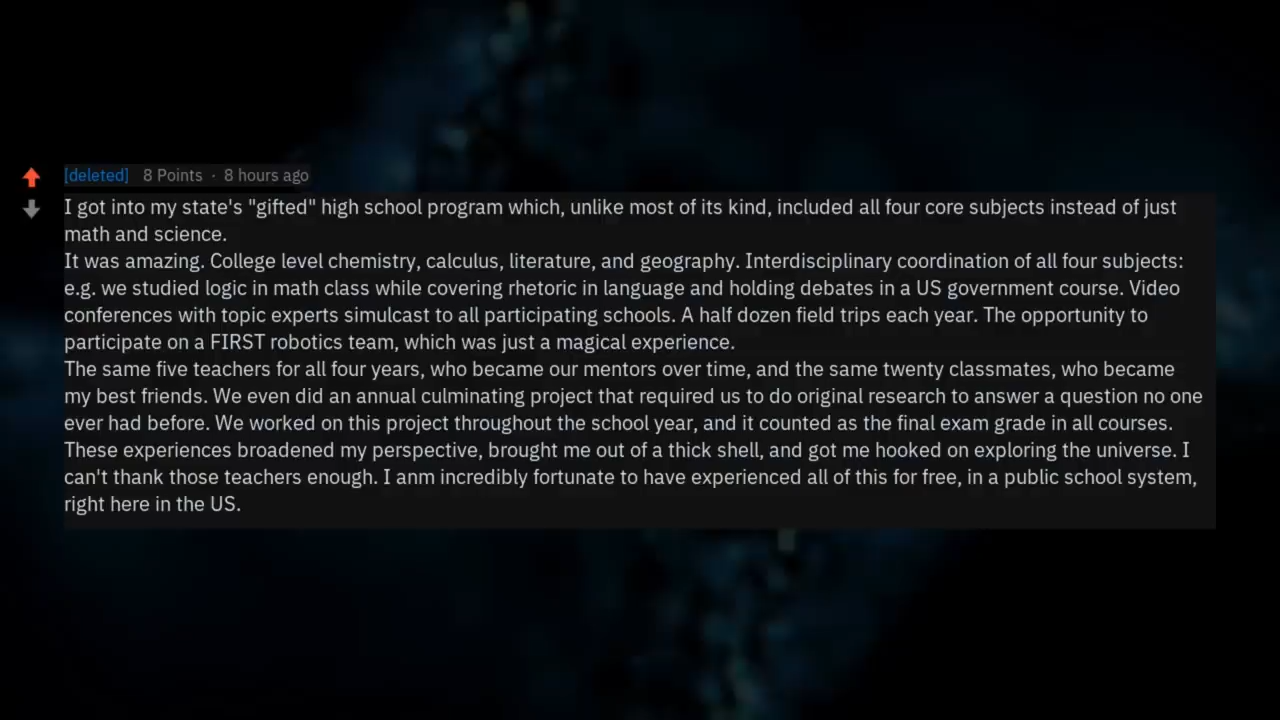 [deleted] 8 Points · 8 hours ago
I got into my state's "gifted" high school program which, unlike most of its kind, included all four core subjects instead of just
math and science.
It was amazing. College level chemistry, calculus, literature, and geography. Interdisciplinary coordination of all four subjects:
e.g. we studied logic in math class while covering rhetoric in language and holding debates in a US government course. Video
conferences with topic experts simulcast to all participating schools. A half dozen field trips each year. The opportunity to
participate on a FIRST robotics team, which was just a magical experience.
The same five teachers for all four years, who became our mentors over time, and the same twenty classmates, who became
my best friends. We even did an annual culminating project that required us to do original research to answer a question no one
ever had before. We worked on this project throughout the school year, and it counted as the final exam grade in all courses.
These experiences broadened my perspective, brought me out of a thick shell, and got me hooked on exploring the universe. I
can't thank those teachers enough. I anm incredibly fortunate to have experienced all of this for free, in a public school system,
right here in the US.